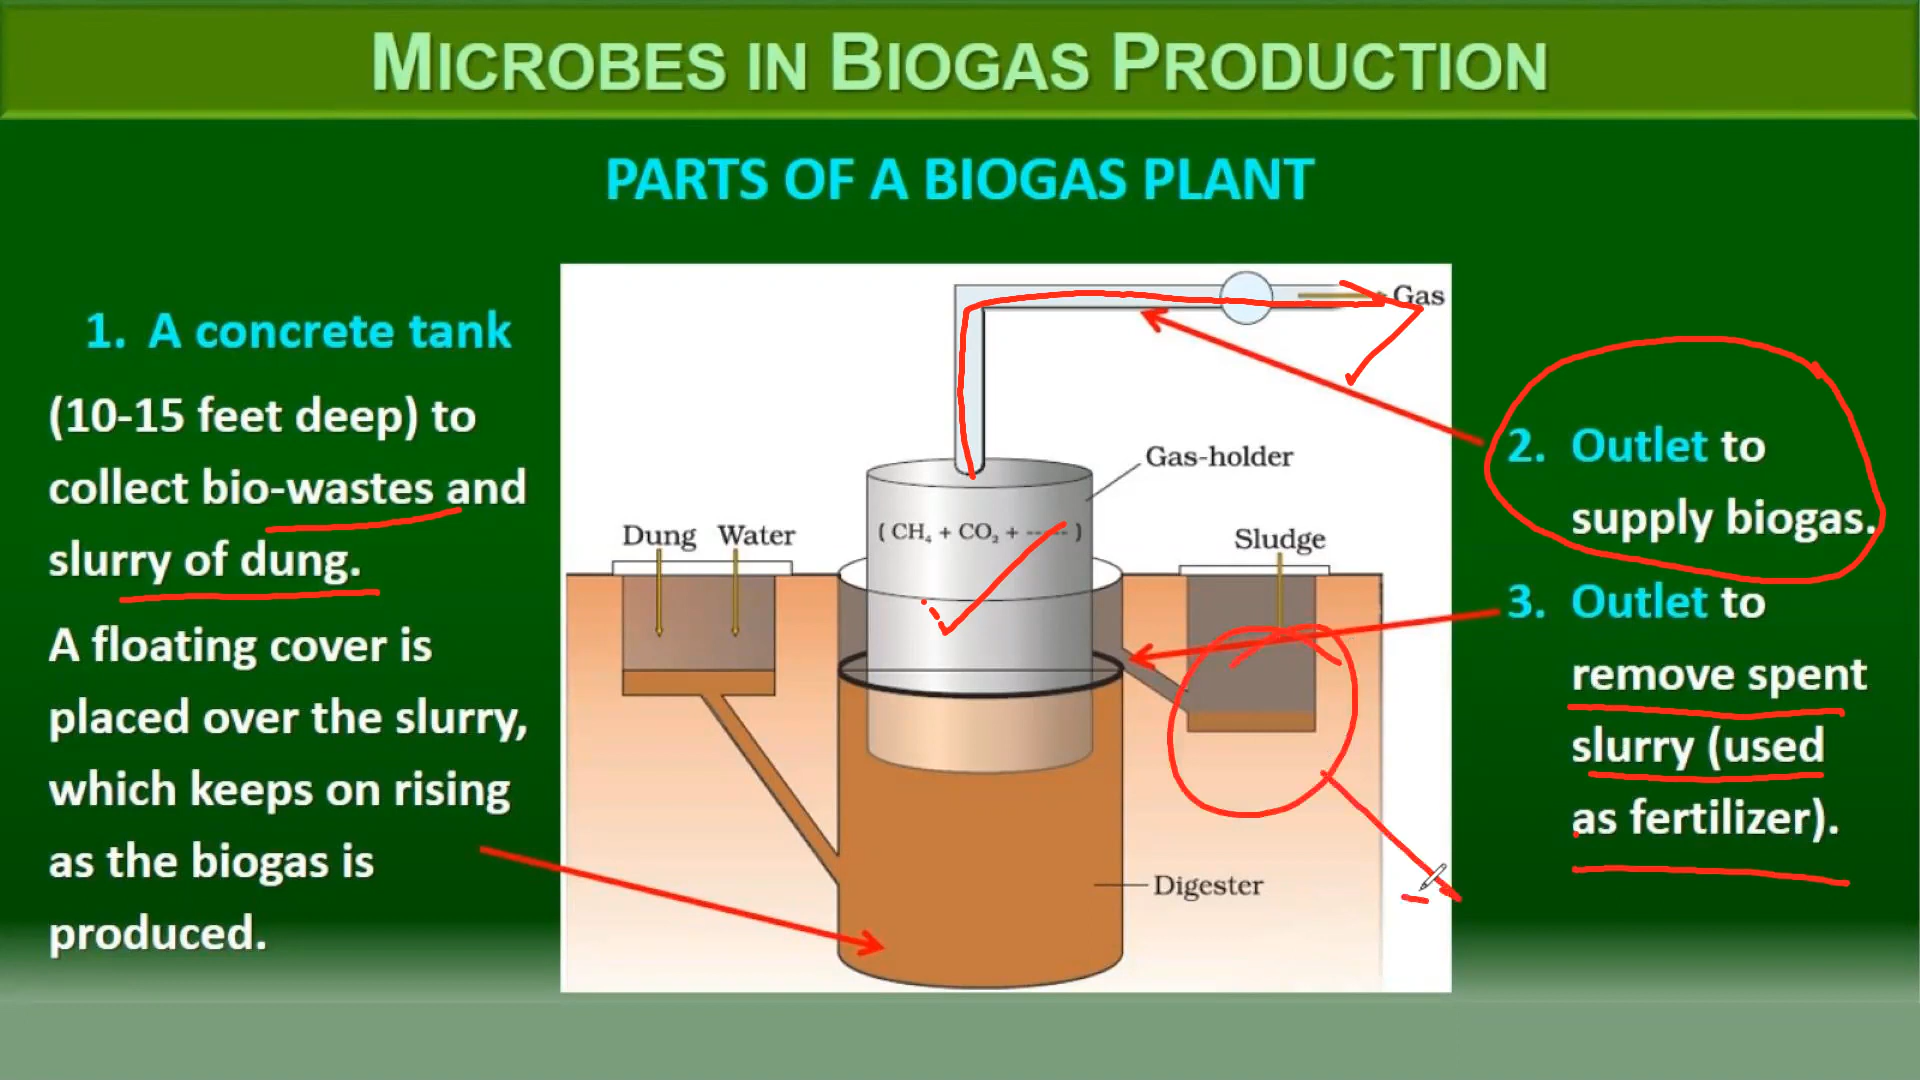 MICROBES IN BIOGAS PRODUCTION
PARTS OF A BIOGAS PLANT
1. A concrete tank
(10-15 feet deep) to
collect bio-wastes and
slurry of dung.
A floating cover is
placed over the slurry,
which keeps on rising
as the biogas is
produced.
Gas
Gas-holder
(CH₄ + CO₂ + -----)
Dung Water
Sludge
Digester
2. Outlet to
supply biogas.
3. Outlet to
remove spent
slurry (used
as fertilizer).